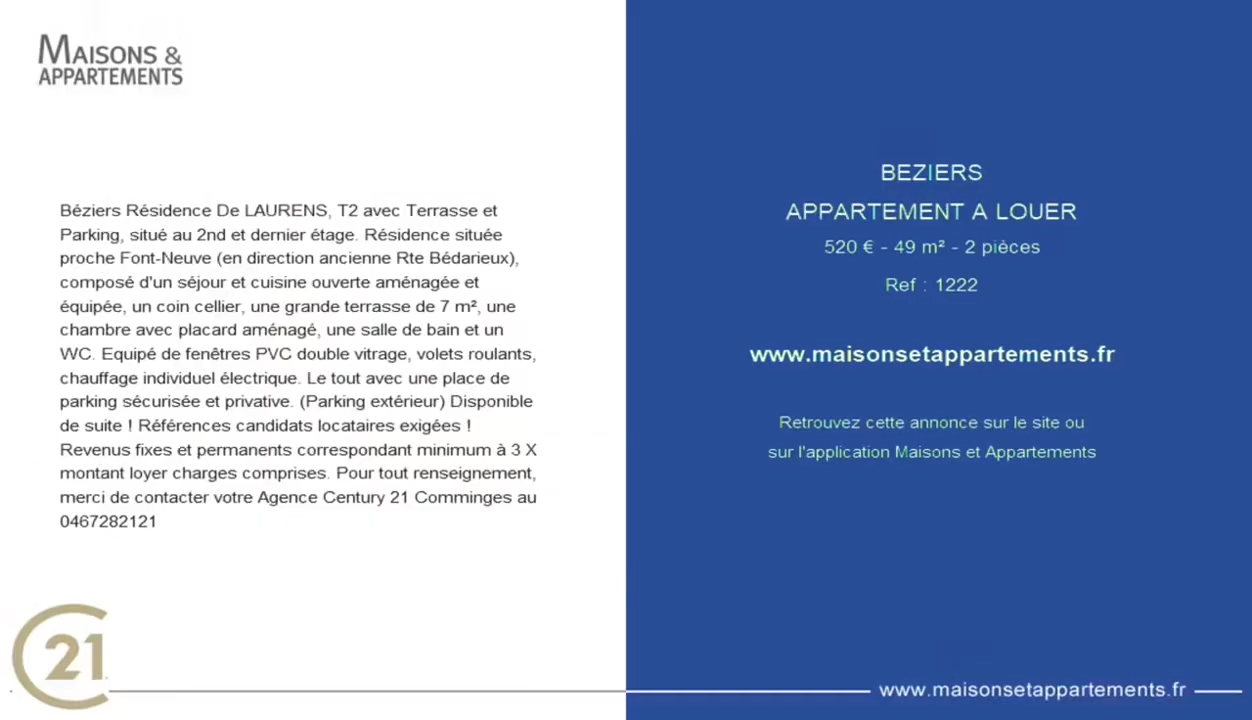 MAISONS &
APPARTEMENTS
Béziers Résidence De LAURENS, T2 avec Terrasse et
Parking, situé au 2nd et dernier étage. Résidence située
proche Font-Neuve (en direction ancienne Rte Bédarieux),
composé d'un séjour et cuisine ouverte aménagée et
équipée, un coin cellier, une grande terrasse de 7 m², une
chambre avec placard aménagé, une salle de bain et un
WC. Equipé de fenêtres PVC double vitrage, volets roulants,
chauffage individuel électrique. Le tout avec une place de
parking sécurisée et privative. (Parking extérieur) Disponible
de suite ! Références candidats locataires exigées !
Revenus fixes et permanents correspondant minimum à 3 X
montant loyer charges comprises. Pour tout renseignement,
merci de contacter votre Agence Century 21 Comminges au
0467282121
C21
BEZIERS
APPARTEMENT A LOUER
520 € - 49 m² - 2 pièces
Ref : 1222
www.maisonsetappartements.fr
Retrouvez cette annonce sur le site ou
sur l'application Maisons et Appartements
www.maisonsetappartements.fr